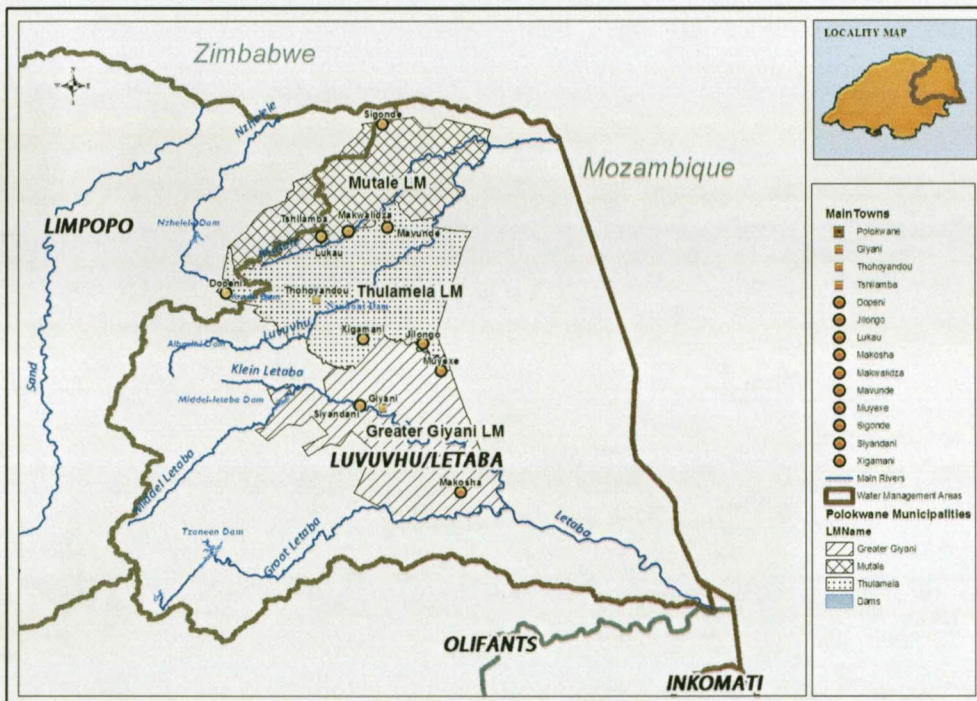 Zimbabwe
Sigonde
Nzhelele
Mozambique
Mutale LM
LIMPOPO
Nzhelele Dam
Tshilamba
Makwalidza
Mavunde
Lukau
Dopeni
Thohoyandou
Thulamela LM
Luvuvhu
Xigamani
Jilongo
Albasini Dam
Muyexe
Klein Letaba
Middel-letaba Dam
Giyani
Siyandani
Greater Giyani LM
LUVUVHU/LETABA
Sand
Middel Letaba
Makosha
Tzaneen Dam
Groot Letaba
Letaba
OLIFANTS
INKOMATI
LOCALITY MAP
Main Towns
Polokwane
Giyani
Thohoyandou
Tshilamba
Dopeni
Jilongo
Lukau
Makosha
Makwalidza
Mavunde
Muyexe
Sigonde
Siyandani
Xigamani
Main Rivers
Water Management Areas
Polokwane Municipalities
LMName
Greater Giyani
Mutale
Thulamela
Dams